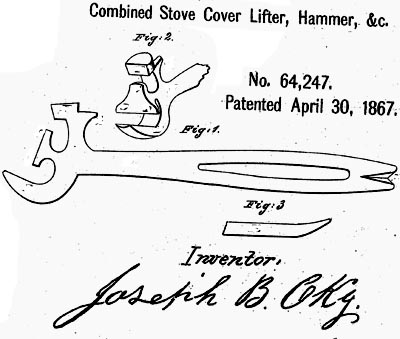 Combined Stove Cover Lifter, Hammer, &c.
Fig: 2.
No. 64,247.
Patented April 30, 1867.
Fig: 1.
Fig: 3
Inventor,
Joseph B. Oky.